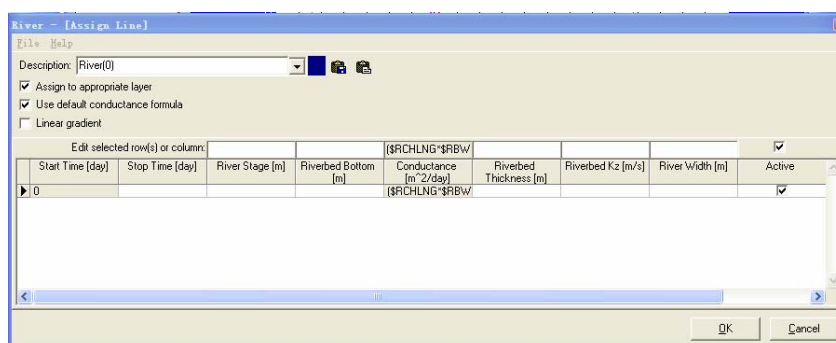 River - [Assign Line]
File Help
Description: River(0)
Assign to appropriate layer
Use default conductance formula
Linear gradient
Edit selected row(s) or column: ($RCHLNG*$RBW
Start Time [day] Stop Time [day] River Stage [m] Riverbed Bottom [m] Conductance [m^2/day] Riverbed Thickness [m] Riverbed Kz [m/s] River Width [m] Active
0 ($RCHLNG*$RBW
OK Cancel